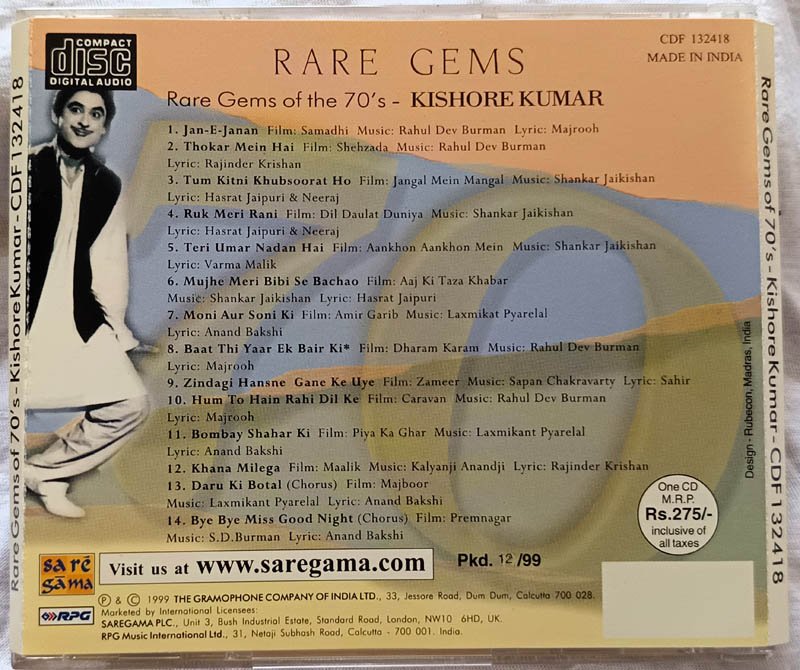 COMPACT
disc
DIGITAL AUDIO
RARE GEMS
CDF 132418
MADE IN INDIA
Rare Gems of the 70's - KISHORE KUMAR
1. Jan-E-Janan Film: Samadhi Music: Rahul Dev Burman Lyric: Majrooh
2. Thokar Mein Hai Film: Shehzada Music: Rahul Dev Burman
Lyric: Rajinder Krishan
3. Tum Kitni Khubsoorat Ho Film: Jangal Mein Mangal Music: Shankar Jaikishan
Lyric: Hasrat Jaipuri & Neeraj
4. Ruk Meri Rani Film: Dil Daulat Duniya Music: Shankar Jaikishan
Lyric: Hasrat Jaipuri & Neeraj
5. Teri Umar Nadan Hai Film: Aankhon Aankhon Mein Music: Shankar Jaikishan
Lyric: Varma Malik
6. Mujhe Meri Bibi Se Bachao Film: Aaj Ki Taza Khabar
Music: Shankar Jaikishan Lyric: Hasrat Jaipuri
7. Moni Aur Soni Ki Film: Amir Garib Music: Laxmikat Pyarelal
Lyric: Anand Bakshi
8. Baat Thi Yaar Ek Bair Ki* Film: Dharam Karam Music: Rahul Dev Burman
Lyric: Majrooh
9. Zindagi Hansne Gane Ke Uye Film: Zameer Music: Sapan Chakravarty Lyric: Sahir
10. Hum To Hain Rahi Dil Ke Film: Caravan Music: Rahul Dev Burman
Lyric: Majrooh
11. Bombay Shahar Ki Film: Piya Ka Ghar Music: Laxmikant Pyarelal
Lyric: Anand Bakshi
12. Khana Milega Film: Maalik Music: Kalyanji Anandji Lyric: Rajinder Krishan
13. Daru Ki Botal (Chorus) Film: Majboor
Music: Laxmikant Pyarelal Lyric: Anand Bakshi
14. Bye Bye Miss Good Night (Chorus) Film: Premnagar
Music: S.D.Burman Lyric: Anand Bakshi
One CD
M.R.P.
Rs.275/-
inclusive of
all taxes
sa ré
gāma
Visit us at www.saregama.com
Pkd. 12/99
RPG
℗ & © 1999 THE GRAMOPHONE COMPANY OF INDIA LTD., 33, Jessore Road, Dum Dum, Calcutta 700 028.
Marketed by International Licensees:
SAREGAMA PLC., Unit 3, Bush Industrial Estate, Standard Road, London, NW10 6HD, UK.
RPG Music International Ltd., 31, Netaji Subhash Road, Calcutta - 700 001. India.
Rare Gems of 70's - Kishore Kumar - CDF 132418
Rare Gems of 70's - Kishore Kumar - CDF 132418
Design - Rubecon, Madras, India